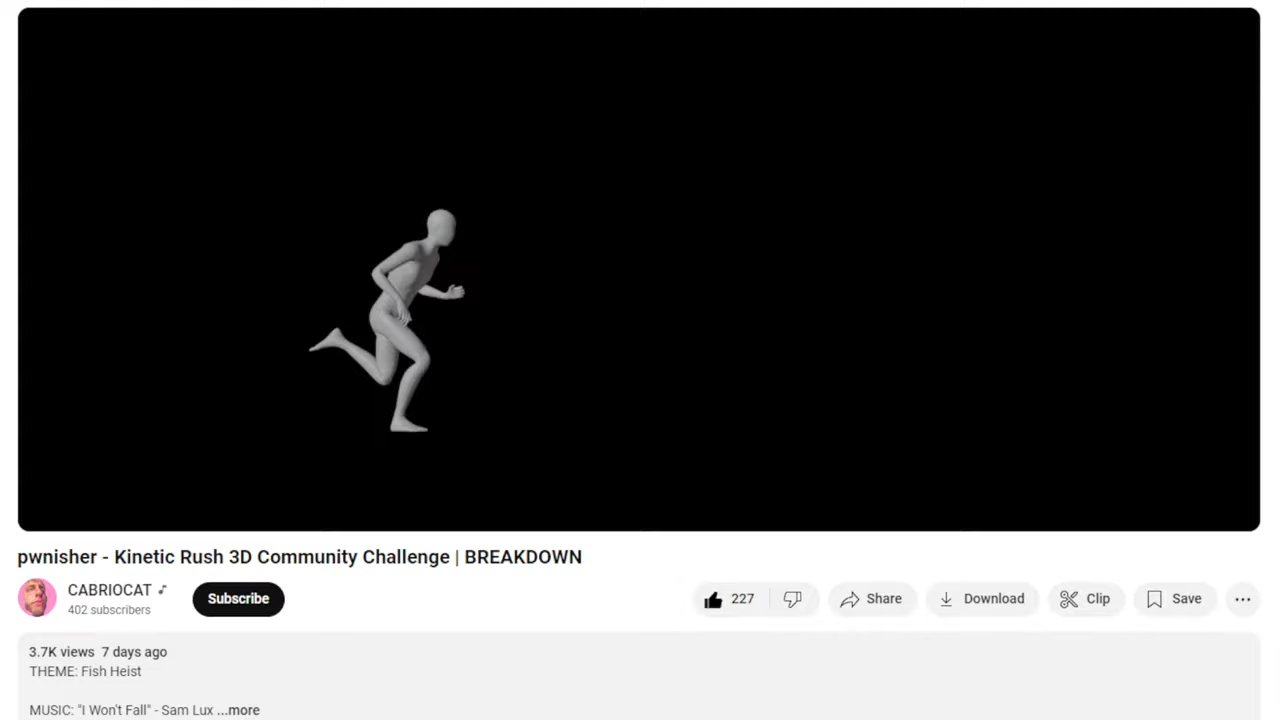 pwnisher - Kinetic Rush 3D Community Challenge | BREAKDOWN
CABRIOCAT
402 subscribers
Subscribe
227
Share
Download
Clip
Save
3.7K views 7 days ago
THEME: Fish Heist
MUSIC: "I Won't Fall" - Sam Lux ...more